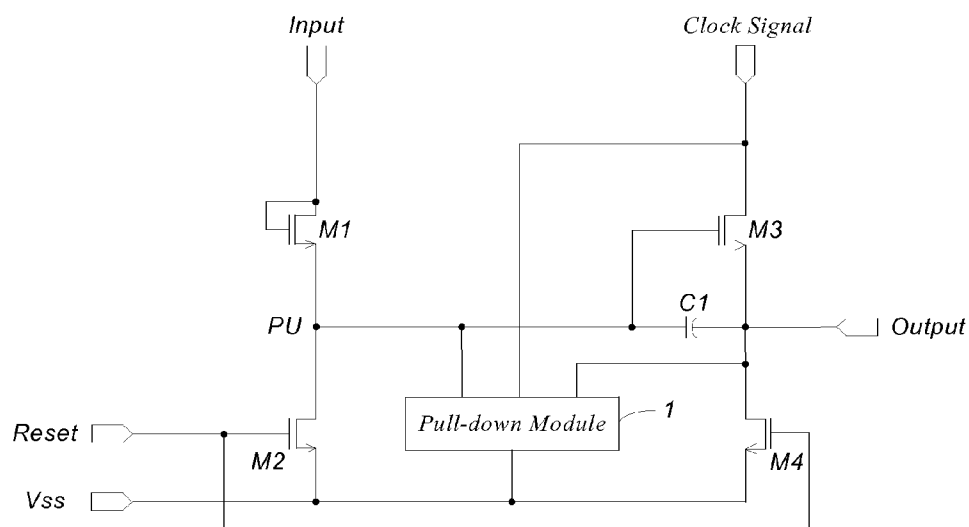 Input
Clock Signal
M1
M3
C1
PU
Output
Pull-down Module
1
Reset
M2
M4
Vss